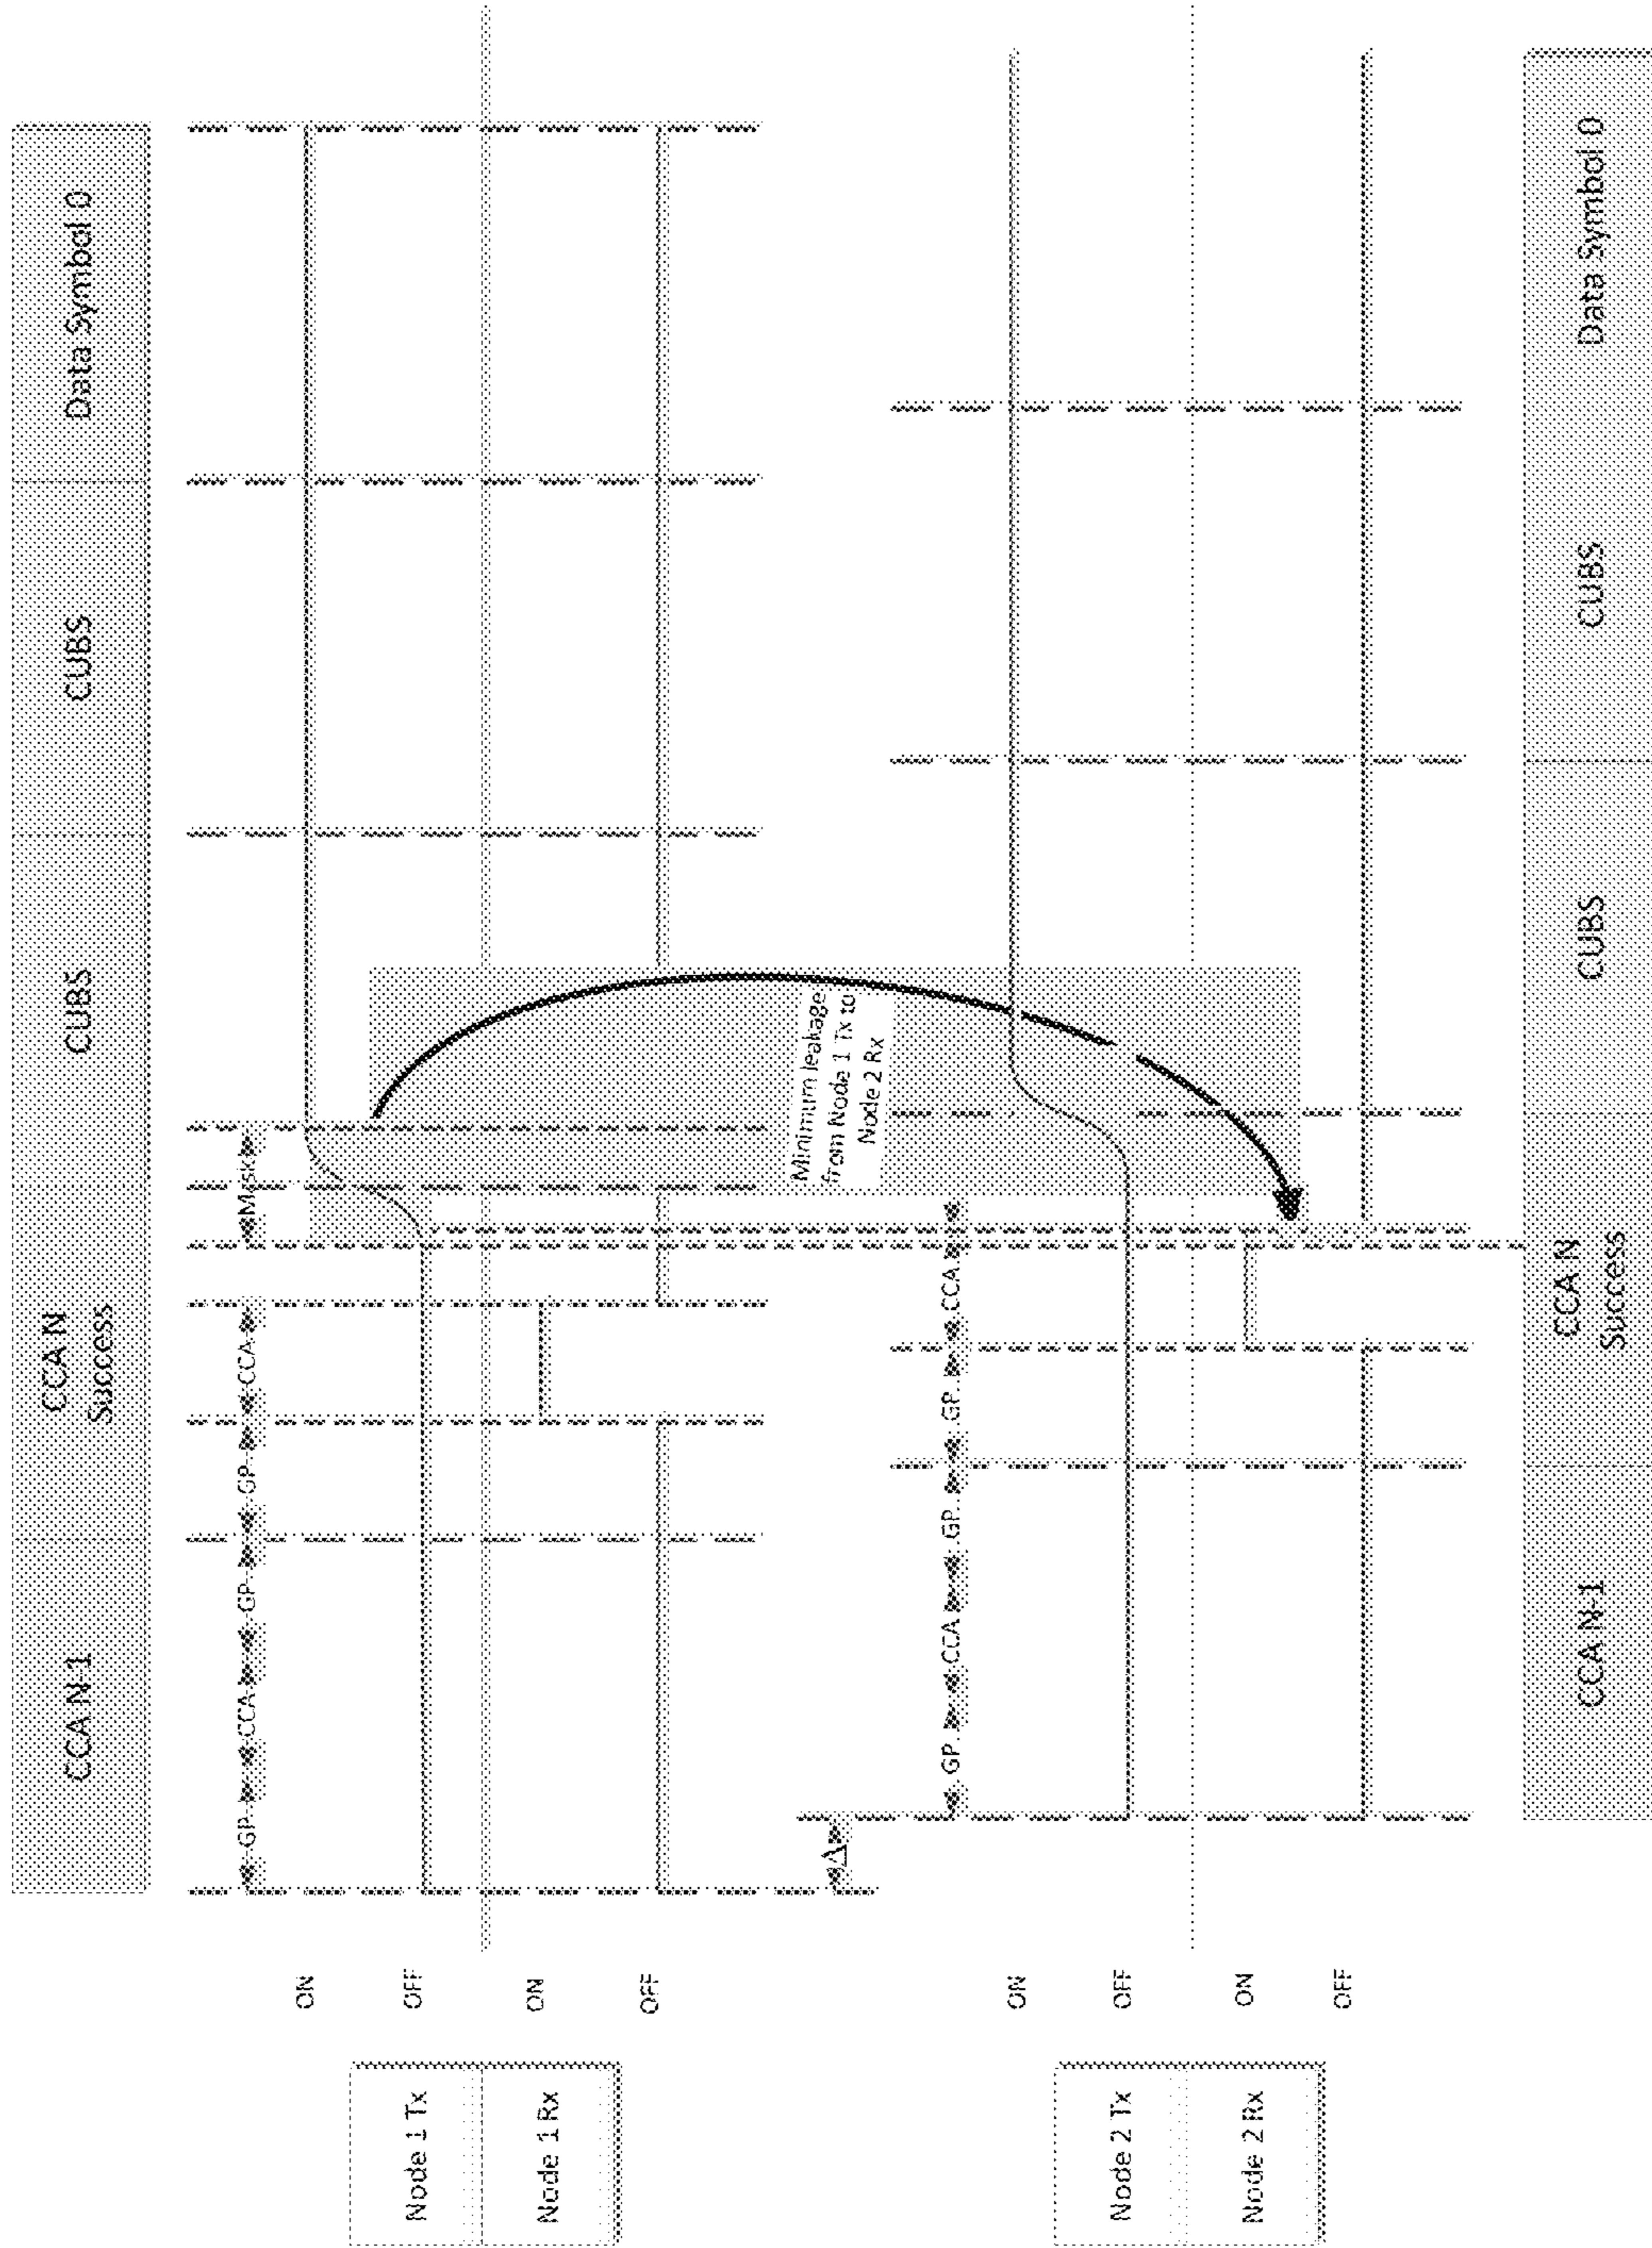 CCA N-1
CCA N
Success
CUBS
CUBS
Data Symbol 0
GP
CCA
GP
GP
CCA
Mask
Node 1 Tx
Node 1 Rx
ON
OFF
ON
OFF
Δ
Minimum leakage
from Node 1 Tx to
Node 2 Rx
GP
CCA
GP
GP
CCA
Node 2 Tx
Node 2 Rx
ON
OFF
ON
OFF
CCA N-1
CCA N
Success
CUBS
CUBS
Data Symbol 0